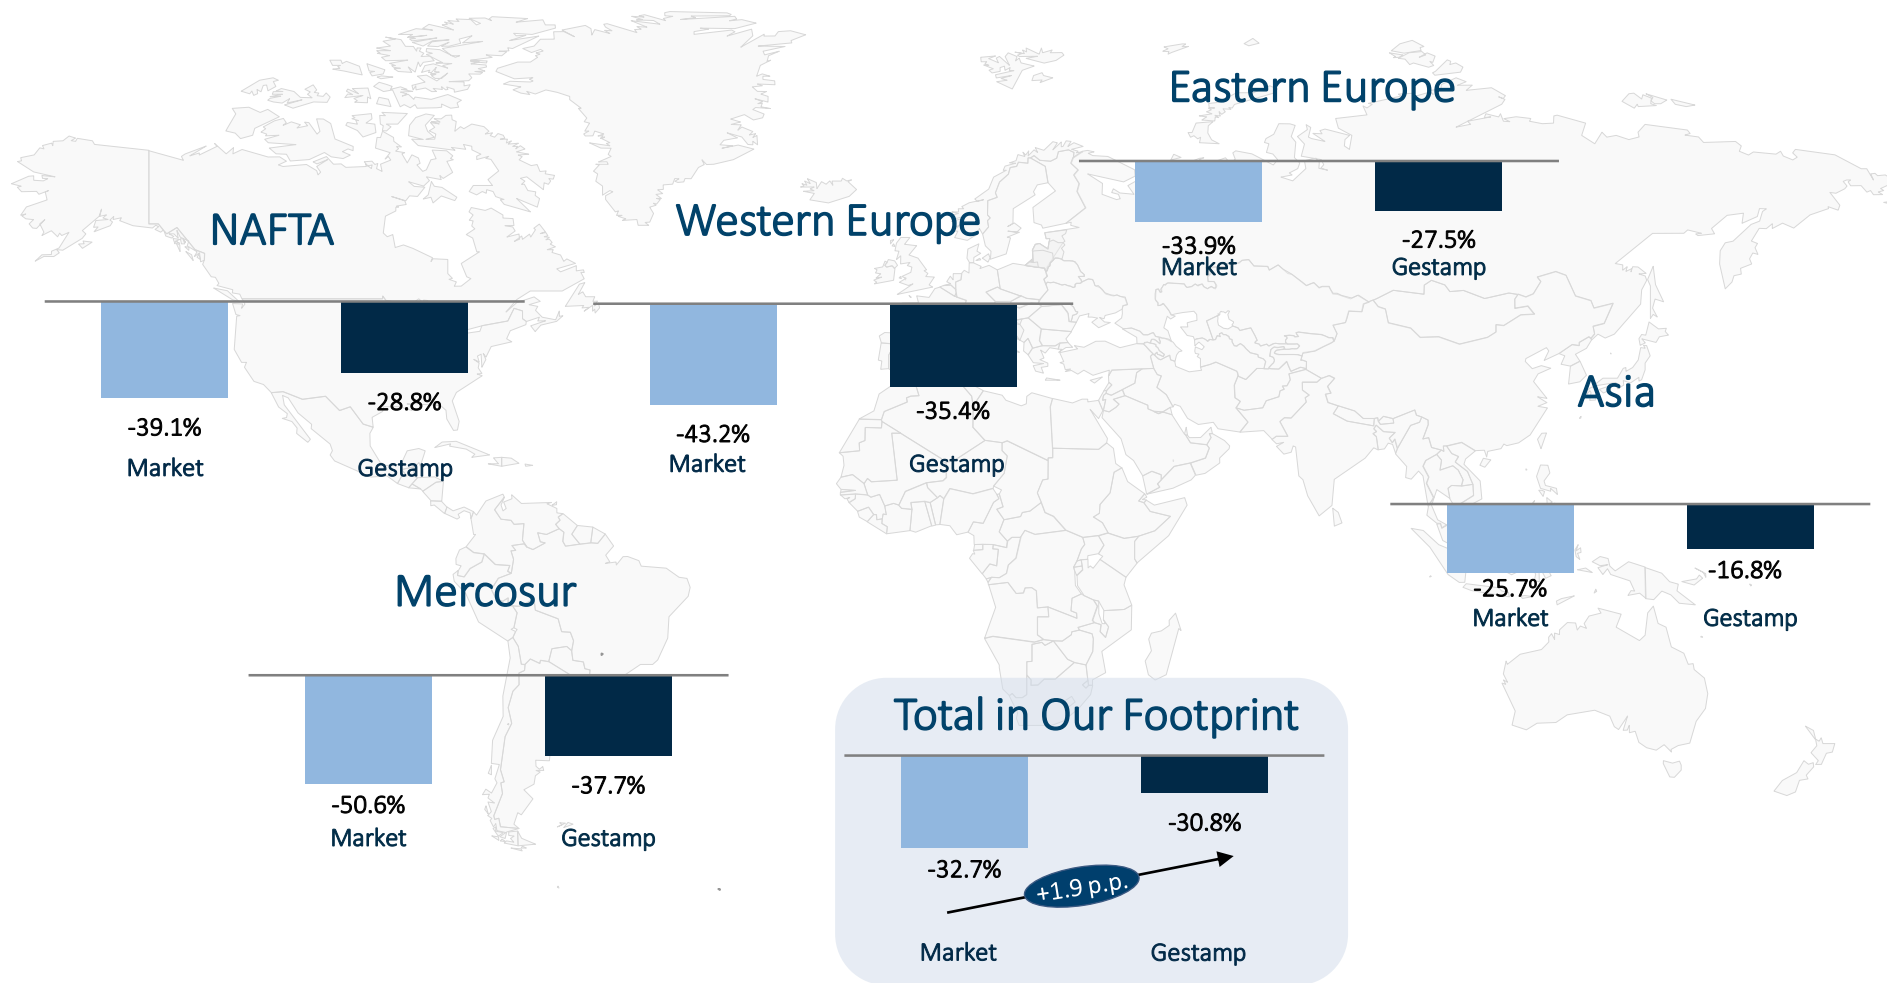 Eastern Europe
-33.9%
Market
-27.5%
Gestamp
NAFTA
-39.1%
Market
-28.8%
Gestamp
Western Europe
-43.2%
Market
-35.4%
Gestamp
Asia
-25.7%
Market
-16.8%
Gestamp
Mercosur
-50.6%
Market
-37.7%
Gestamp
Total in Our Footprint
-32.7%
-30.8%
+1.9 p.p.
Market
Gestamp